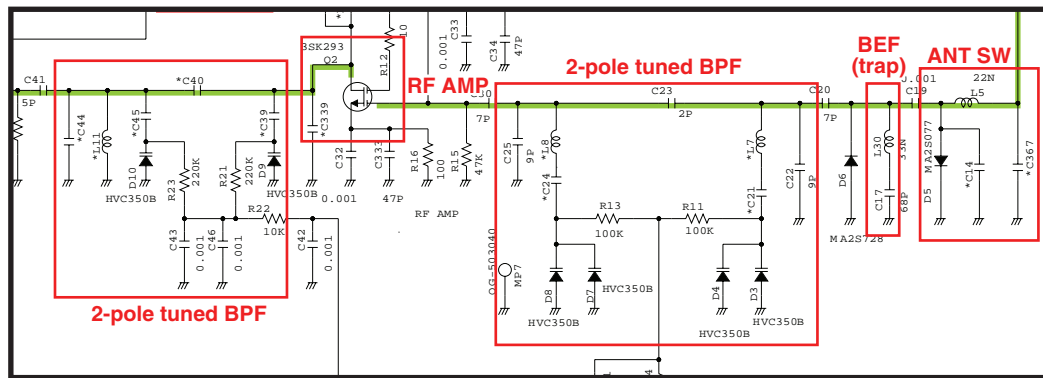 3SK293
Q2
R12
10
C33
0.001
C34
47P
RF AMP
2-pole tuned BPF
BEF
(trap)
ANT SW
C41
5P
*C40
*C44
*L11
*C45
*C39
D10
HVC350B
R23
220K
R21
220K
D9
HVC350B
R22
10K
C43
0.001
C46
0.001
C42
0.001
2-pole tuned BPF
*C339
C32
0.001
C333
47P
R16
100
R15
47K
RF AMP
7P
C25
9P
*L8
*C24
C23
2P
*L7
*C21
C22
9P
R13
100K
R11
100K
OG-503040
MP7
D8
HVC350B
D7
HVC350B
D4
HVC350B
D3
HVC350B
C20
7P
D6
MA2S728
L30
33N
C17
68P
C19
MA2S077
D5
22N
L5
*C14
*C367